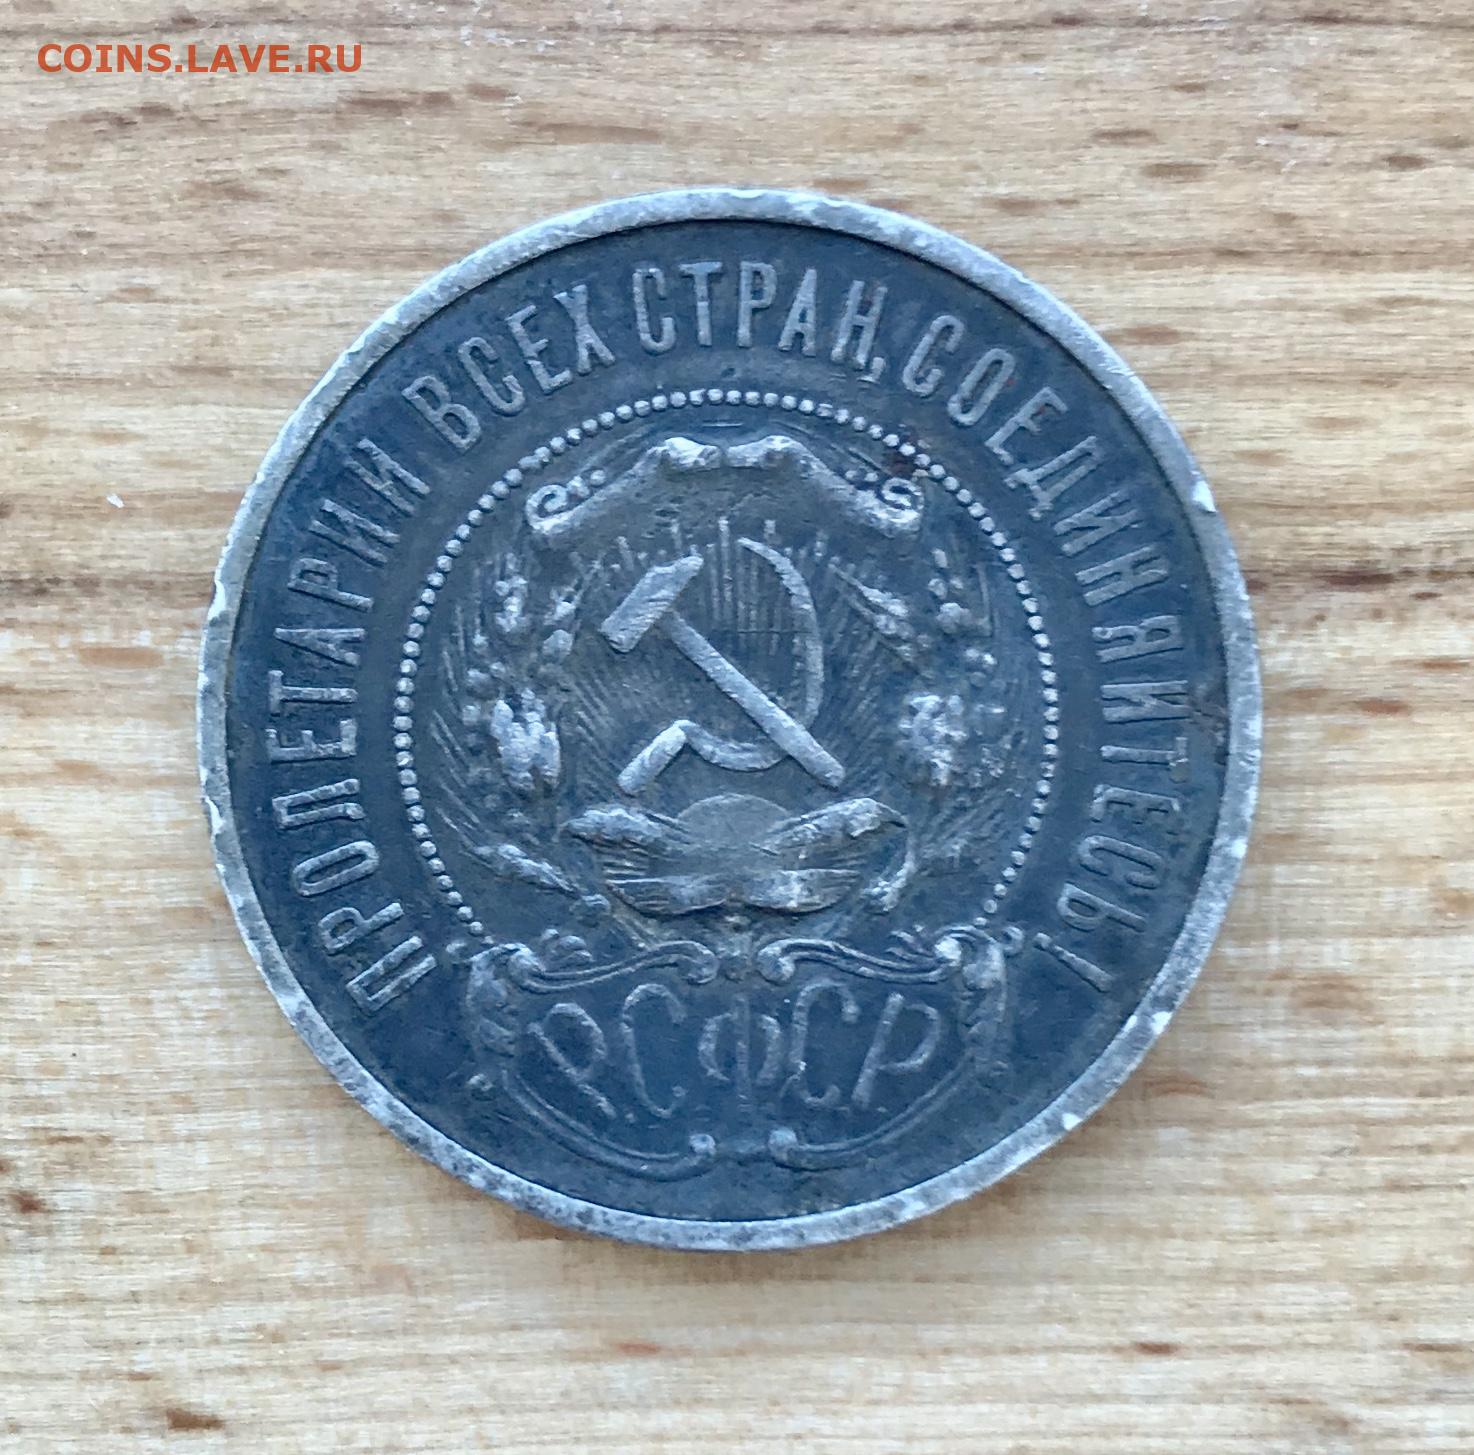 COINS.LAVE.RU
ПРОЛЕТАРИИ ВСЕХ СТРАН, СОЕДИНЯЙТЕСЬ!
Р.С.Ф.С.Р.